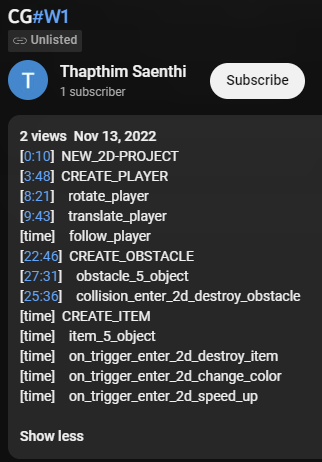 CG#W1
Unlisted
T
Thapthim Saenthi
1 subscriber
Subscribe
2 views  Nov 13, 2022
[0:10]  NEW_2D-PROJECT
[3:48]  CREATE_PLAYER
[8:21]    rotate_player
[9:43]    translate_player
[time]    follow_player
[22:46]  CREATE_OBSTACLE
[27:31]    obstacle_5_object
[25:36]    collision_enter_2d_destroy_obstacle
[time]  CREATE_ITEM
[time]    item_5_object
[time]    on_trigger_enter_2d_destroy_item
[time]    on_trigger_enter_2d_change_color
[time]    on_trigger_enter_2d_speed_up
Show less